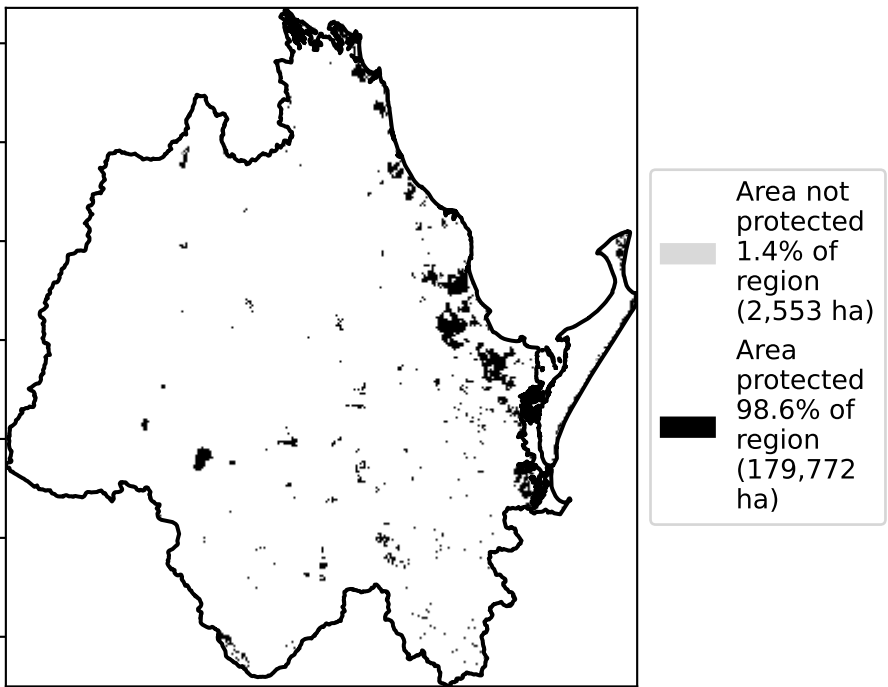 Area not
protected
1.4% of
region
(2,553 ha)
Area
protected
98.6% of
region
(179,772
ha)